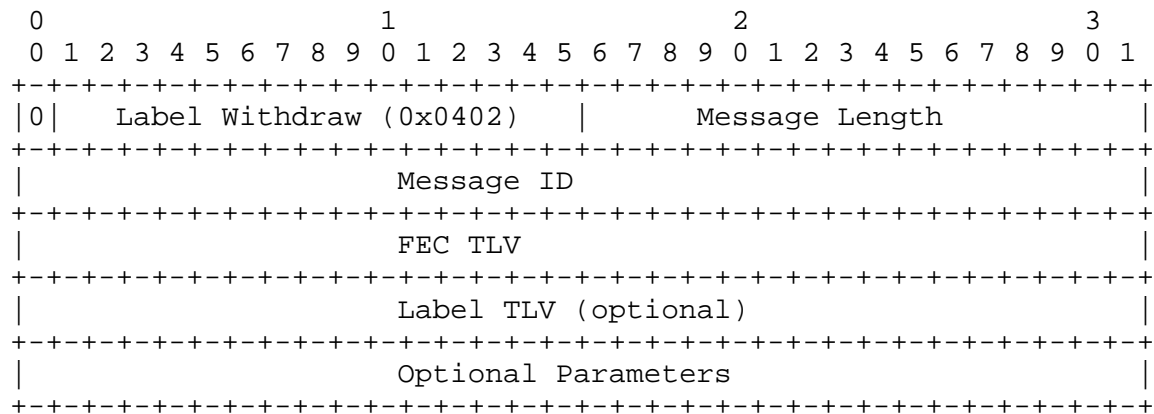 0                   1                   2                   3
 0 1 2 3 4 5 6 7 8 9 0 1 2 3 4 5 6 7 8 9 0 1 2 3 4 5 6 7 8 9 0 1
+-+-+-+-+-+-+-+-+-+-+-+-+-+-+-+-+-+-+-+-+-+-+-+-+-+-+-+-+-+-+-+-+
|0|   Label Withdraw (0x0402)   |      Message Length           |
+-+-+-+-+-+-+-+-+-+-+-+-+-+-+-+-+-+-+-+-+-+-+-+-+-+-+-+-+-+-+-+-+
|                     Message ID                                |
+-+-+-+-+-+-+-+-+-+-+-+-+-+-+-+-+-+-+-+-+-+-+-+-+-+-+-+-+-+-+-+-+
|                     FEC TLV                                   |
+-+-+-+-+-+-+-+-+-+-+-+-+-+-+-+-+-+-+-+-+-+-+-+-+-+-+-+-+-+-+-+-+
|                     Label TLV (optional)                      |
+-+-+-+-+-+-+-+-+-+-+-+-+-+-+-+-+-+-+-+-+-+-+-+-+-+-+-+-+-+-+-+-+
|                     Optional Parameters                       |
+-+-+-+-+-+-+-+-+-+-+-+-+-+-+-+-+-+-+-+-+-+-+-+-+-+-+-+-+-+-+-+-+